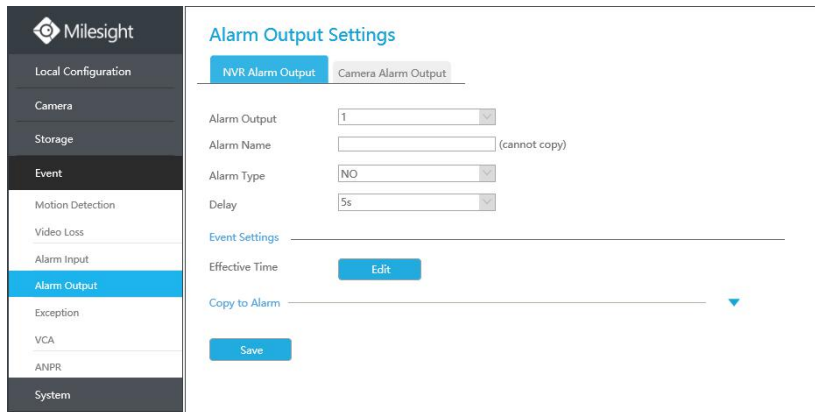 Milesight
Local Configuration
Camera
Storage
Event
Motion Detection
Video Loss
Alarm Input
Alarm Output
Exception
VCA
ANPR
System
Alarm Output Settings
NVR Alarm Output
Camera Alarm Output
Alarm Output 1
Alarm Name (cannot copy)
Alarm Type NO
Delay 5s
Event Settings
Effective Time Edit
Copy to Alarm
Save